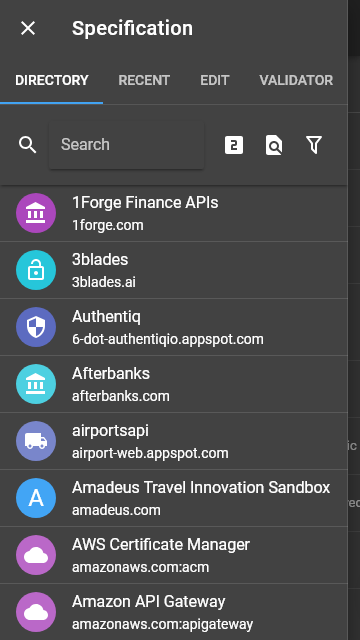 Specification
DIRECTORY RECENT EDIT VALIDATOR
Search
2
1Forge Finance APIs
1forge.com
3blades
3blades.ai
Authentiq
6-dot-authentiqio.appspot.com
Afterbanks
afterbanks.com
airportsapi
airport-web.appspot.com
A
Amadeus Travel Innovation Sandbox
amadeus.com
AWS Certificate Manager
amazonaws.com:acm
Amazon API Gateway
amazonaws.com:apigateway